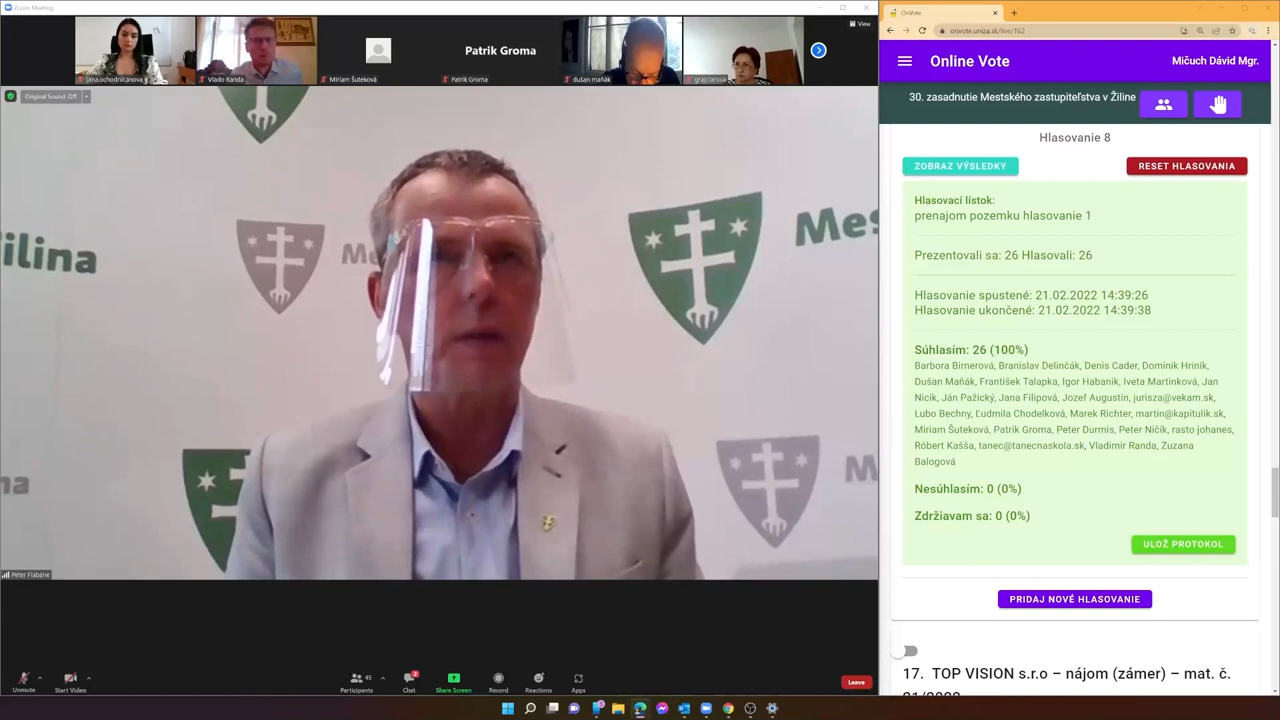 Zoom Meeting
View
jana.ochodnicanova
Vlado Randa
Miriam Šuteková
Patrik Groma
Patrik Groma
dušan maňák
grajciarova
Original Sound: Off
ilina
Me
Mes
na
M
Peter Fiabáne
Unmute
Start Video
45
Participants
2
Chat
Share Screen
Record
Reactions
Apps
Leave
OnVote
onvote.uniza.sk/live/162
Online Vote
Mičuch Dávid Mgr.
30. zasadnutie Mestského zastupiteľstva v Žiline
Hlasovanie 8
ZOBRAZ VÝSLEDKY
RESET HLASOVANIA
Hlasovací lístok:
prenajom pozemku hlasovanie 1
Prezentovali sa: 26 Hlasovali: 26
Hlasovanie spustené: 21.02.2022 14:39:26
Hlasovanie ukončené: 21.02.2022 14:39:38
Súhlasím: 26 (100%)
Barbora Birnerová, Branislav Delinčák, Denis Cader, Dominik Hriník,
Dušan Maňák, František Talapka, Igor Habaník, Iveta Martinková, Jan
Nicik, Ján Pažický, Jana Filipová, Jozef Augustín, jurisza@vekam.sk,
Lubo Bechny, Ľudmila Chodelková, Marek Richter, martin@kapitulik.sk,
Miriam Šuteková, Patrik Groma, Peter Durmis, Peter Ničík, rasto johanes,
Róbert Kašša, tanec@tanecnaskola.sk, Vladimír Randa, Zuzana
Balogová
Nesúhlasím: 0 (0%)
Zdržiavam sa: 0 (0%)
ULOŽ PROTOKOL
PRIDAJ NOVÉ HLASOVANIE
17. TOP VISION s.r.o – nájom (zámer) – mat. č.